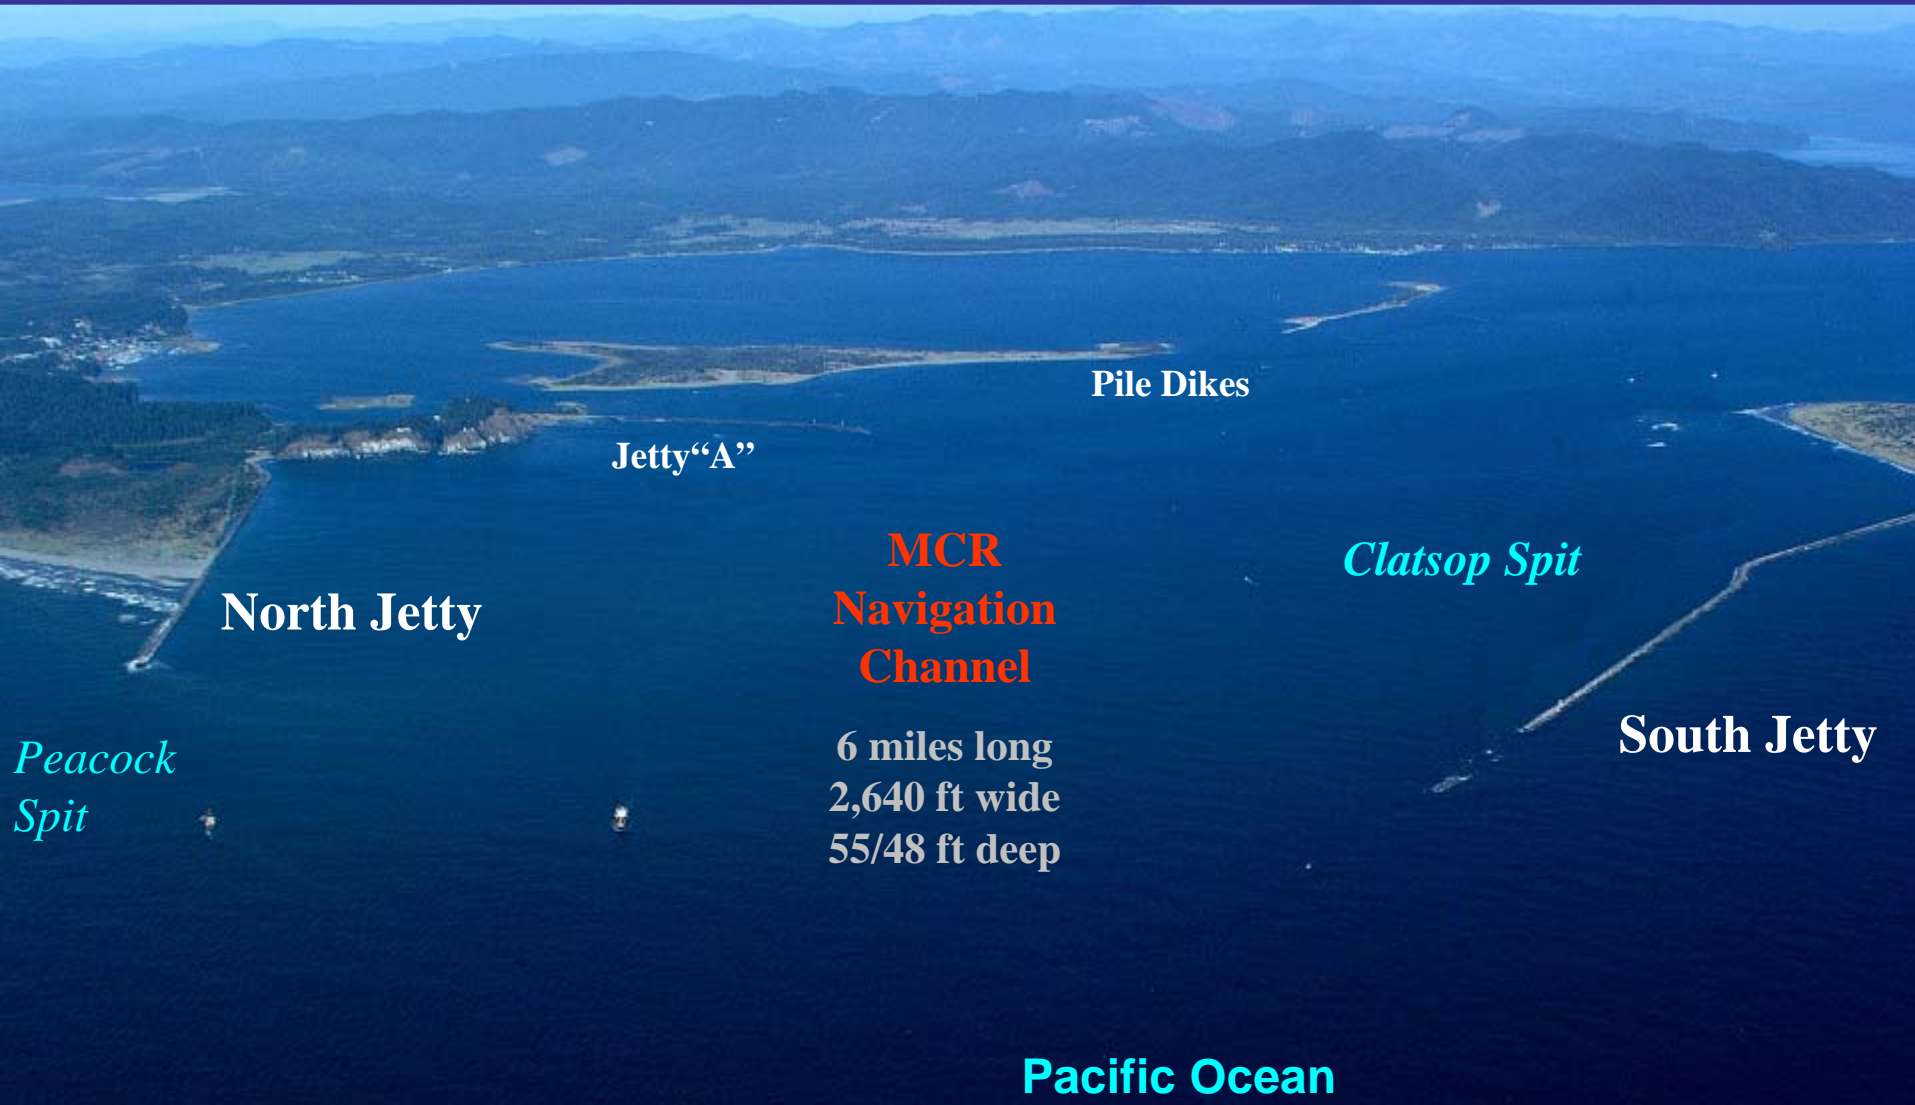 Pile Dikes
Jetty“A”
MCR
Navigation
Channel
Clatsop Spit
North Jetty
6 miles long
2,640 ft wide
55/48 ft deep
South Jetty
Peacock
Spit
Pacific Ocean